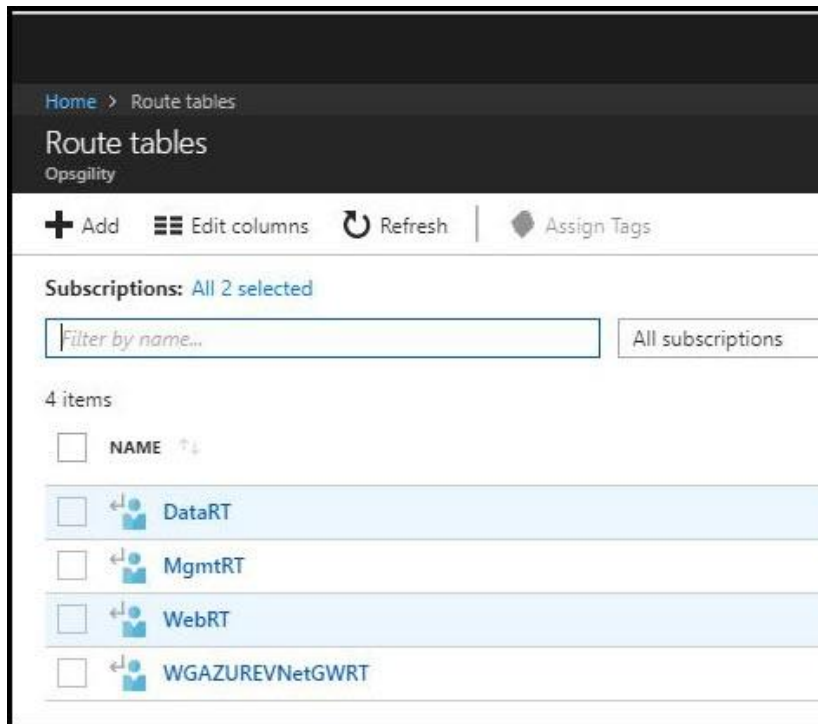 Home > Route tables
Route tables
Opsgility
Add Edit columns Refresh Assign Tags
Subscriptions: All 2 selected
Filter by name... All subscriptions
4 items
NAME
DataRT
MgmtRT
WebRT
WGAZUREVNetGWRT